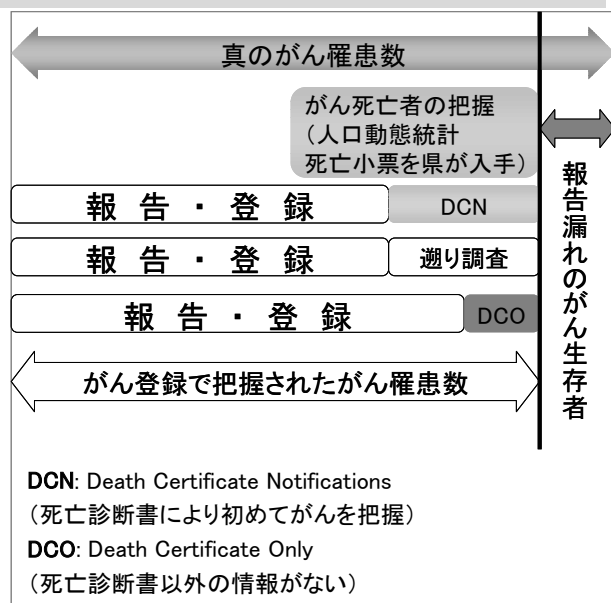 真のがん罹患数
がん死亡者の把握
（人口動態統計
死亡小票を県が入手）
報告・登録
DCN
報告・登録
遡り調査
報告・登録
DCO
がん登録で把握されたがん罹患数
報告漏れのがん生存者
DCN: Death Certificate Notifications
（死亡診断書により初めてがんを把握）
DCO: Death Certificate Only
（死亡診断書以外の情報がない）